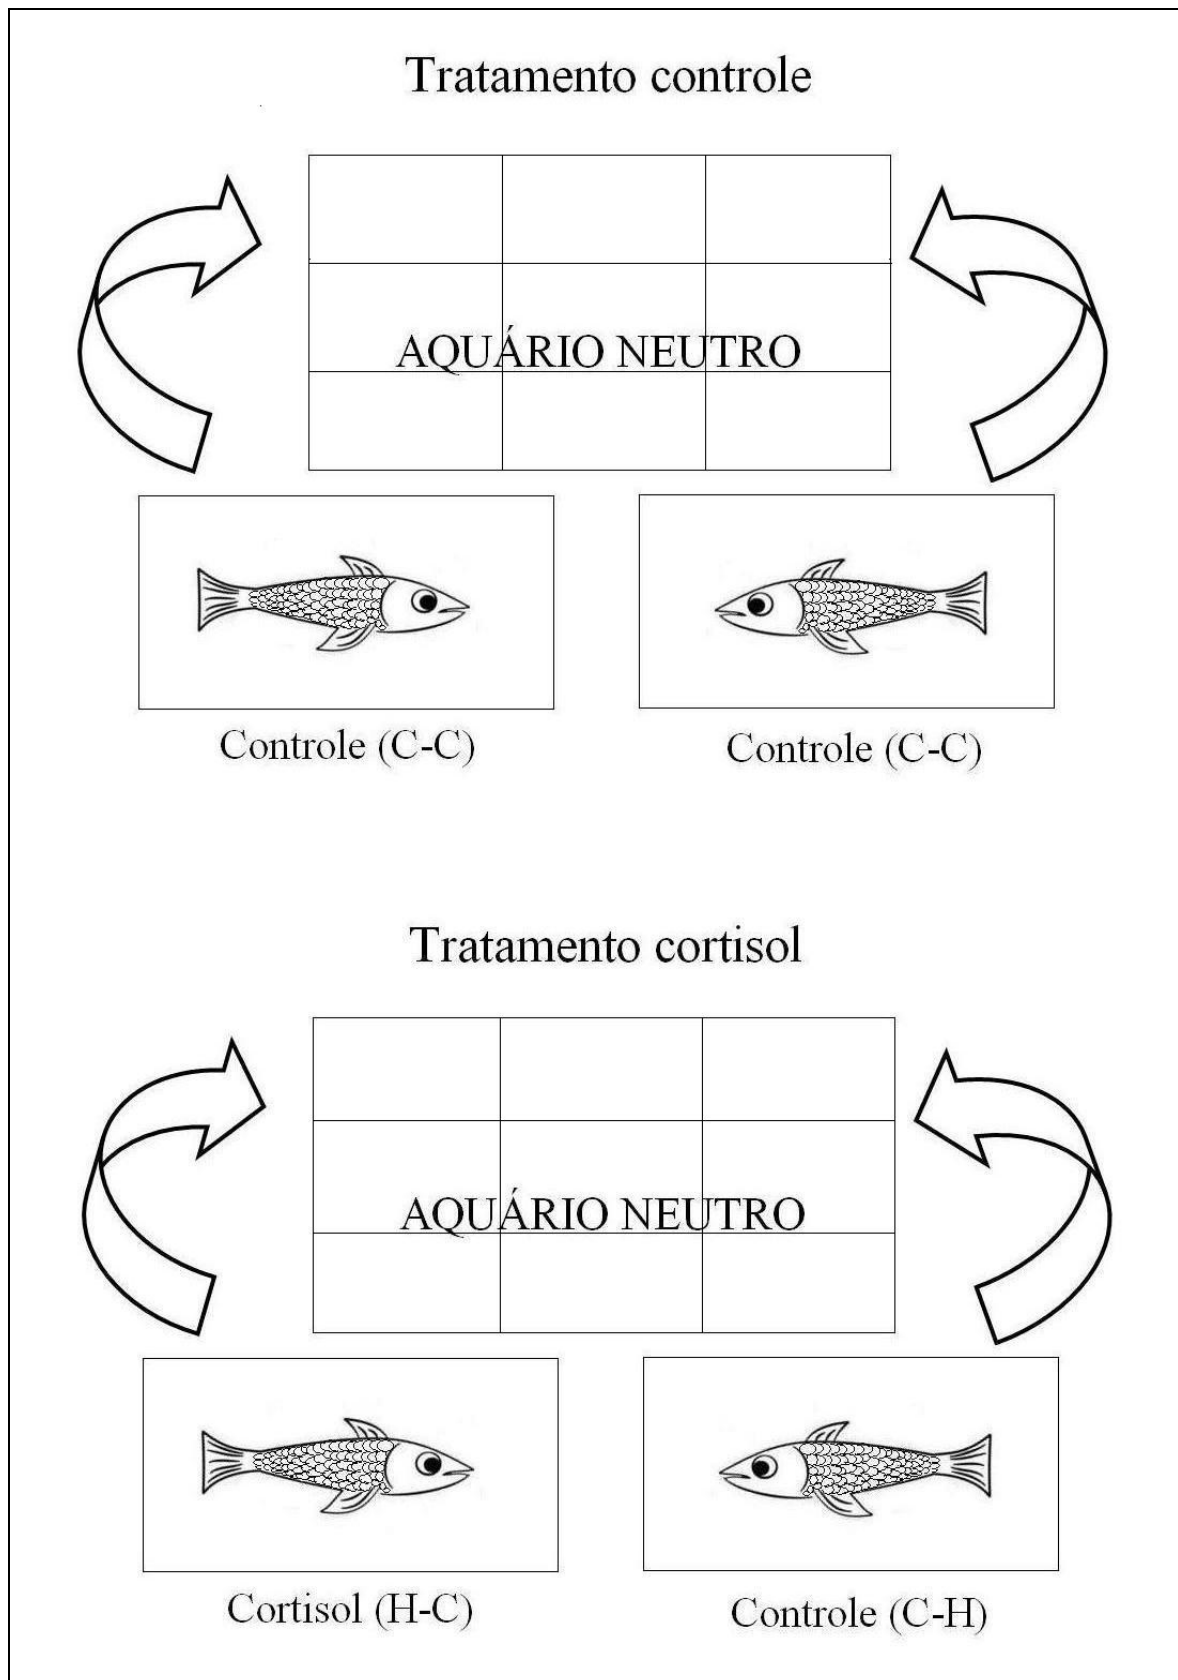 Tratamento controle
AQUÁRIO NEUTRO
Controle (C-C)
Controle (C-C)
Tratamento cortisol
AQUÁRIO NEUTRO
Cortisol (H-C)
Controle (C-H)